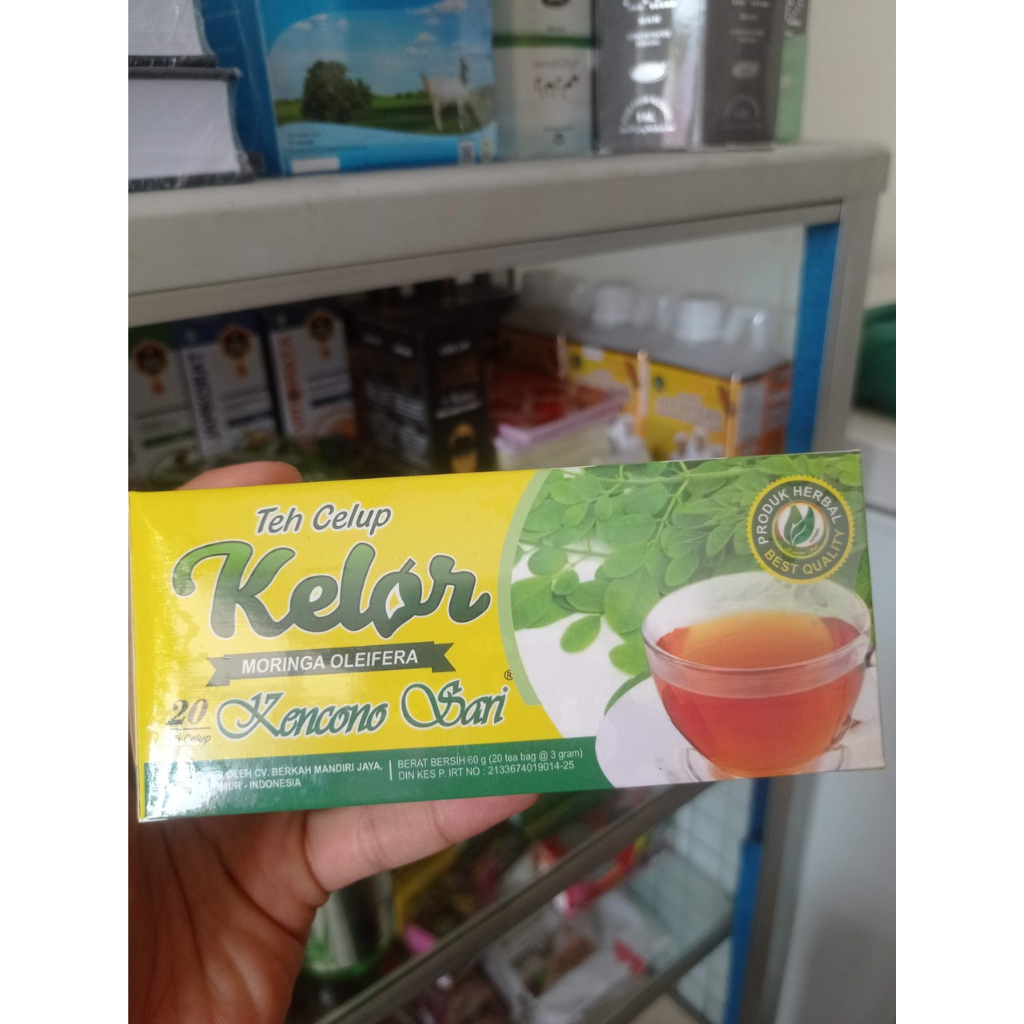 Teh Celup
Kelor
MORINGA OLEIFERA
20 Kencono Sari ®
Celup
OLEH CV. BERKAH MANDIRI JAYA,
- INDONESIA
BERAT BERSIH 60 g (20 tea bag @ 3 gram)
DIN KES P. IRT NO : 2133674019014-25
PRODUK HERBAL
BEST QUALITY